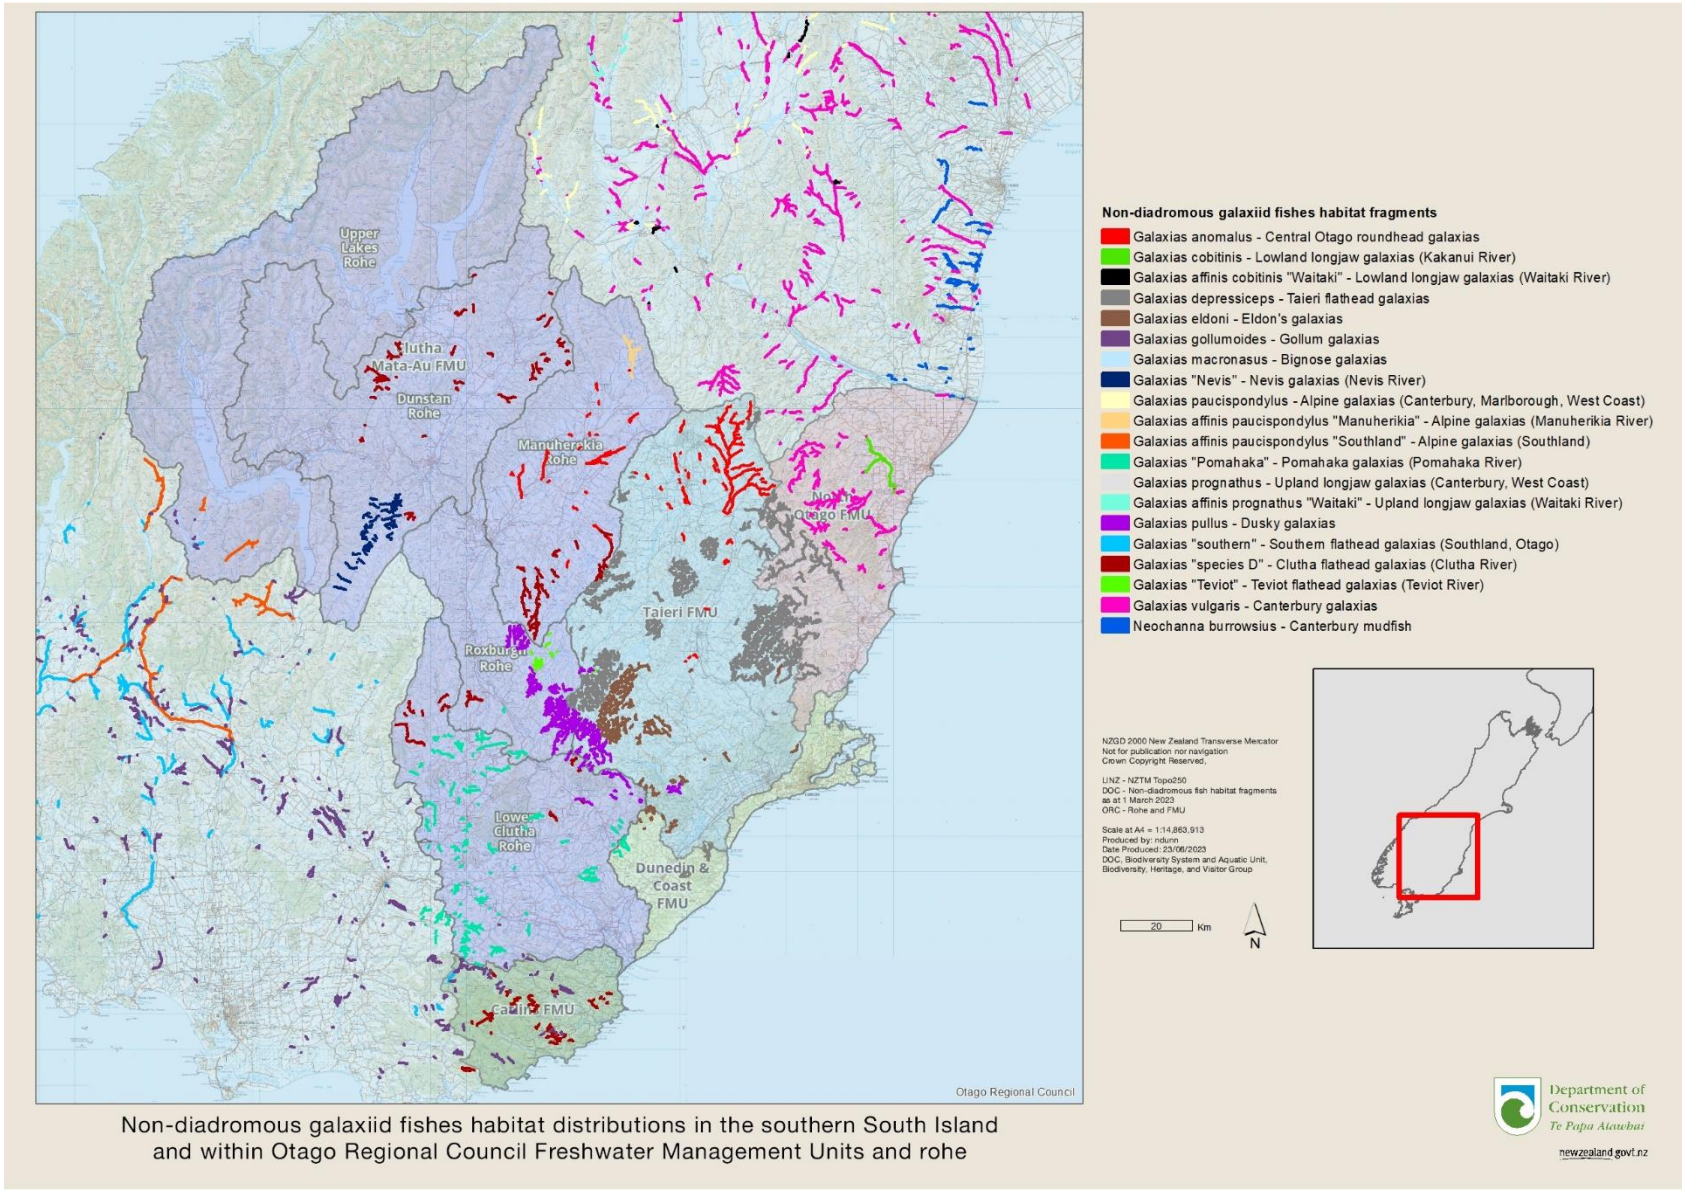 Upper
Lakes
Rohe
Clutha
Mata-Au FMU
Dunstan
Rohe
Manuherekia
Rohe
North
Otago FMU
Taieri FMU
Roxburgh
Rohe
Lower
Clutha
Rohe
Dunedin &
Coast
FMU
Catlins FMU
Otago Regional Council
Non-diadromous galaxiid fishes habitat distributions in the southern South Island
and within Otago Regional Council Freshwater Management Units and rohe
Non-diadromous galaxiid fishes habitat fragments
Galaxias anomalus - Central Otago roundhead galaxias
Galaxias cobitinis - Lowland longjaw galaxias (Kakanui River)
Galaxias affinis cobitinis "Waitaki" - Lowland longjaw galaxias (Waitaki River)
Galaxias depressiceps - Taieri flathead galaxias
Galaxias eldoni - Eldon's galaxias
Galaxias gollumoides - Gollum galaxias
Galaxias macronasus - Bignose galaxias
Galaxias "Nevis" - Nevis galaxias (Nevis River)
Galaxias paucispondylus - Alpine galaxias (Canterbury, Marlborough, West Coast)
Galaxias affinis paucispondylus "Manuherikia" - Alpine galaxias (Manuherikia River)
Galaxias affinis paucispondylus "Southland" - Alpine galaxias (Southland)
Galaxias "Pomahaka" - Pomahaka galaxias (Pomahaka River)
Galaxias prognathus - Upland longjaw galaxias (Canterbury, West Coast)
Galaxias affinis prognathus "Waitaki" - Upland longjaw galaxias (Waitaki River)
Galaxias pullus - Dusky galaxias
Galaxias "southern" - Southern flathead galaxias (Southland, Otago)
Galaxias "species D" - Clutha flathead galaxias (Clutha River)
Galaxias "Teviot" - Teviot flathead galaxias (Teviot River)
Galaxias vulgaris - Canterbury galaxias
Neochanna burrowsius - Canterbury mudfish
NZGD 2000 New Zealand Transverse Mercator
Not for publication nor navigation
Crown Copyright Reserved,
LINZ - NZTM Topo250
DOC - Non-diadromous fish habitat fragments
as at 1 March 2023
ORC - Rohe and FMU
Scale at A4 = 1:14,863,913
Produced by: ndunn
Date Produced: 23/06/2023
DOC, Biodiversity System and Aquatic Unit,
Biodiversity, Heritage, and Visitor Group
20 Km
N
Department of
Conservation
Te Papa Atawhai
newzealand.govt.nz